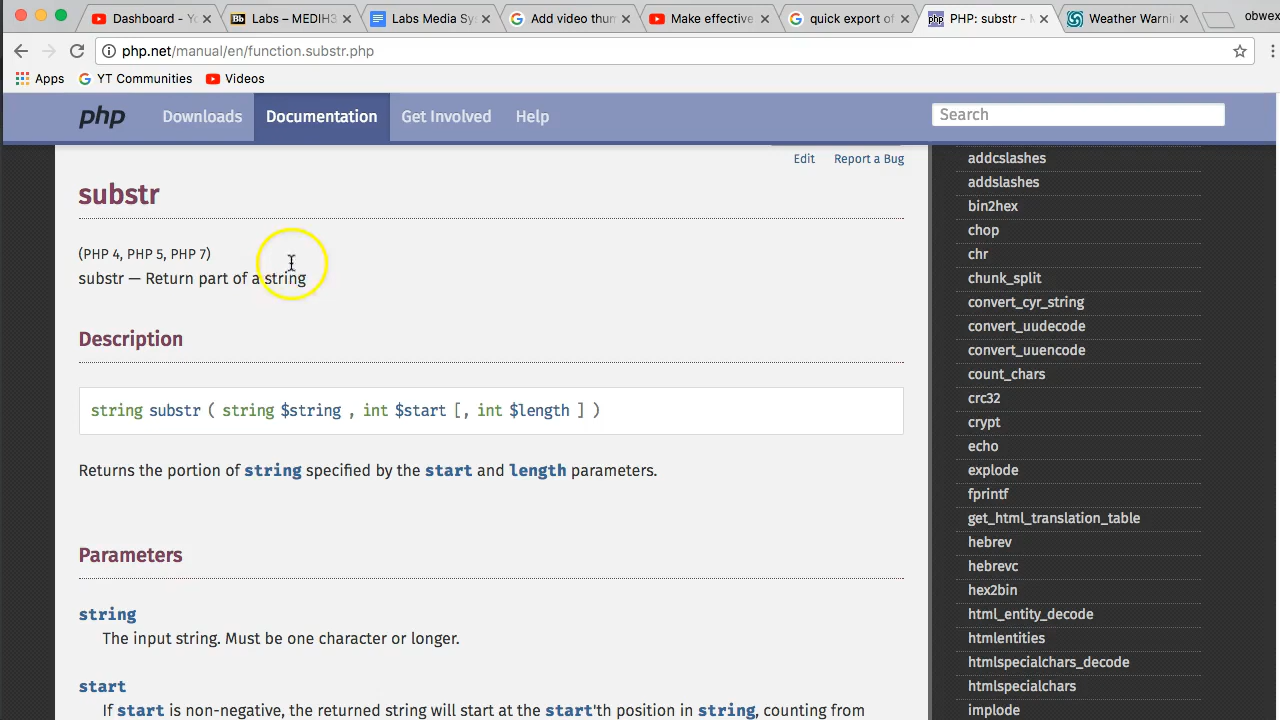 Dashboard - Yo
Labs – MEDIH3
Labs Media Sy
Add video thun
Make effective
quick export of
php PHP: substr - M
Weather Warni
obwex
php.net/manual/en/function.substr.php
Apps YT Community Videos
php Downloads Documentation Get Involved Help Search
Edit Report a Bug
substr
(PHP 4, PHP 5, PHP 7)
substr — Return part of a string
Description
string substr ( string $string , int $start [, int $length ] )
Returns the portion of string specified by the start and length parameters.
Parameters
string
The input string. Must be one character or longer.
start
If start is non-negative, the returned string will start at the start'th position in string, counting from
addcslashes
addslashes
bin2hex
chop
chr
chunk_split
convert_cyr_string
convert_uudecode
convert_uuencode
count_chars
crc32
crypt
echo
explode
fprintf
get_html_translation_table
hebrev
hebrevc
hex2bin
html_entity_decode
htmlentities
htmlspecialchars_decode
htmlspecialchars
implode